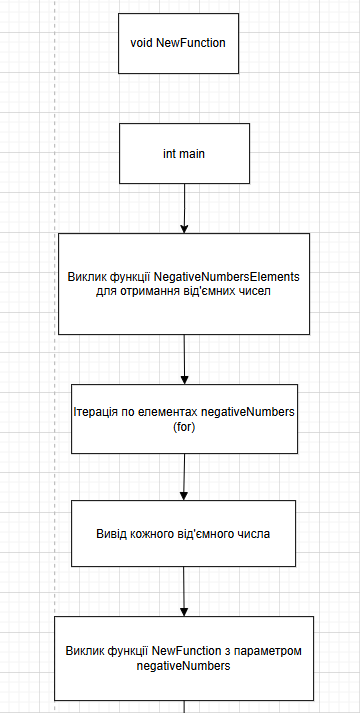 void NewFunction
int main
Виклик функції NegativeNumbersElements
для отримання від'ємних чисел
Ітерація по елементах negativeNumbers
(for)
Вивід кожного від'ємного числа
Виклик функції NewFunction з параметром
negativeNumbers